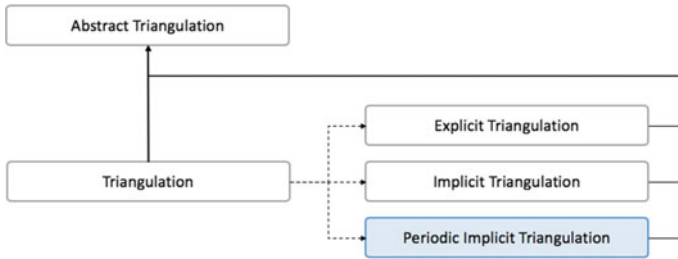 Abstract Triangulation
Explicit Triangulation
Triangulation
Implicit Triangulation
Periodic Implicit Triangulation